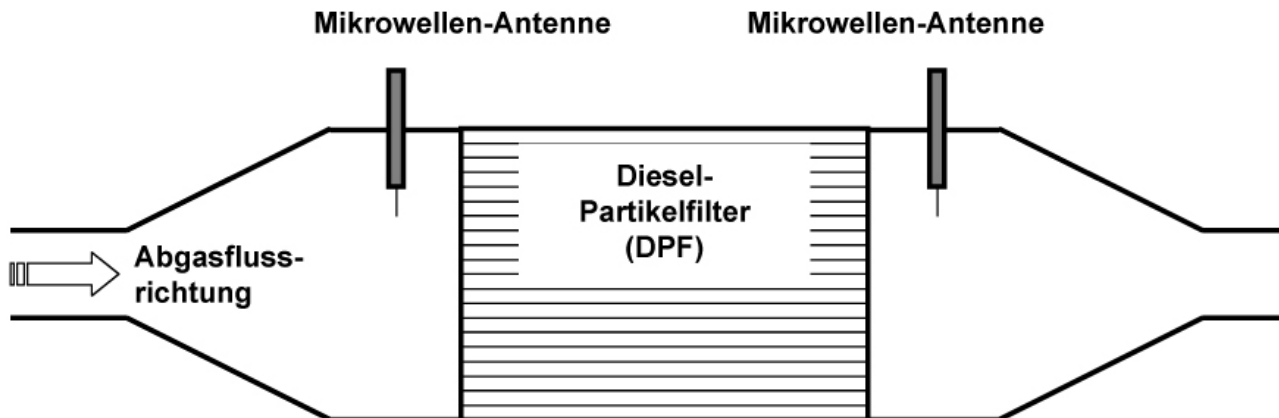 Mikrowellen-Antenne
Mikrowellen-Antenne
Diesel-
Partikelfilter
(DPF)
Abgasfluss-
richtung